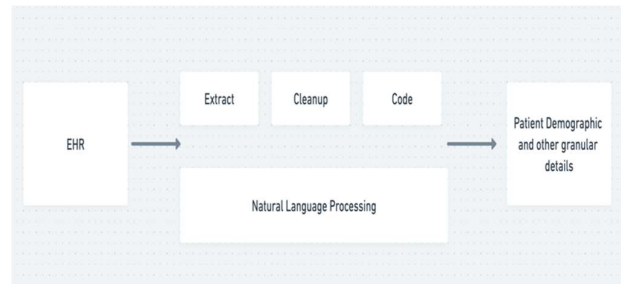 EHR
Extract
Cleanup
Code
Natural Language Processing
Patient Demographic
and other granular
details